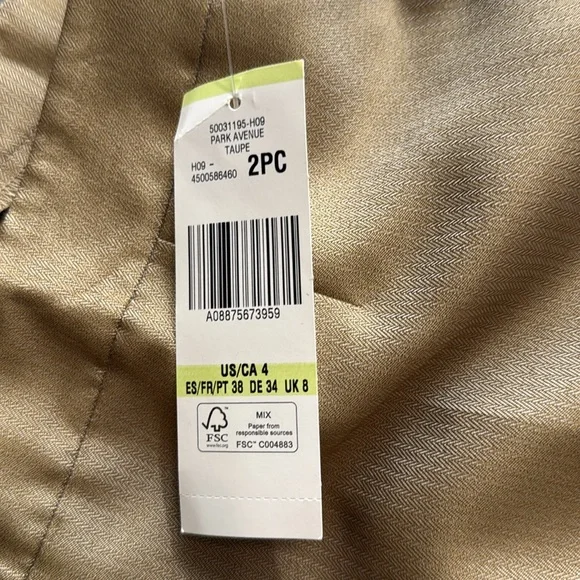 50031195-H09
PARK AVENUE
TAUPE
H09 -
4500586460 2PC
A08875673959
US/CA 4
ES/FR/PT 38 DE 34 UK 8
FSC
www.fsc.org
MIX
Paper from
responsible sources
FSC™ C004883